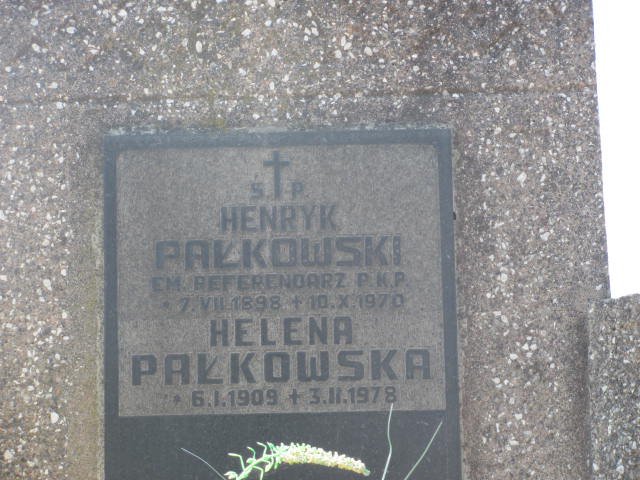 Ś. P.
HENRYK
PAŁKOWSKI
EM. REFERENDARZ P.K.P.
* 7.VII.1898 + 10.X.1970
HELENA
PAŁKOWSKA
* 6.I.1909 + 3.II.1978